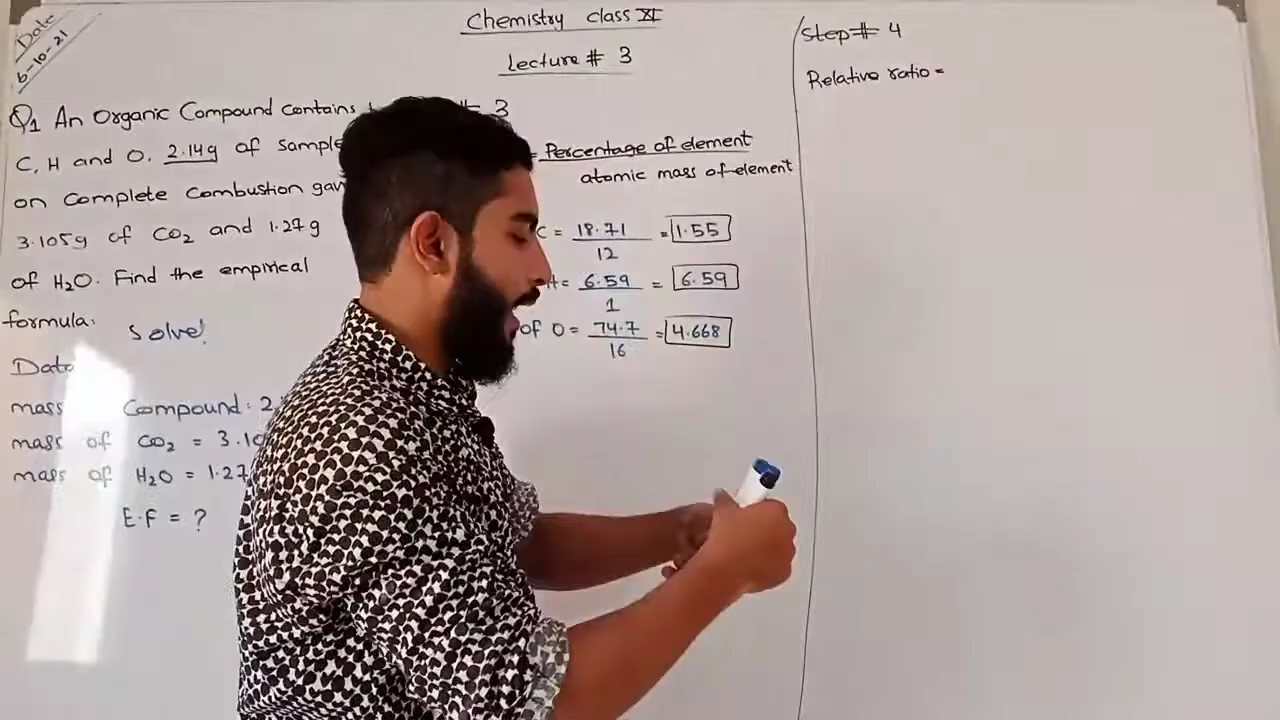 Date
6-10-21
Chemistry class XI
Lecture # 3
Q1 An Organic Compound contains
C, H and O. 2.14g of sample
on complete combustion gav
3.105g of CO2 and 1.27g
of H2O. Find the empirical
formula.
Solve!
Data
mass Compound: 2.
mass of CO2 = 3.10
mass of H2O = 1.27
E.F = ?
# 3
= Percentage of element
atomic mass of element
C = 18.71 = 1.55
12
H = 6.59 = 6.59
1
of O = 74.7 = 4.668
16
Step # 4
Relative ratio =